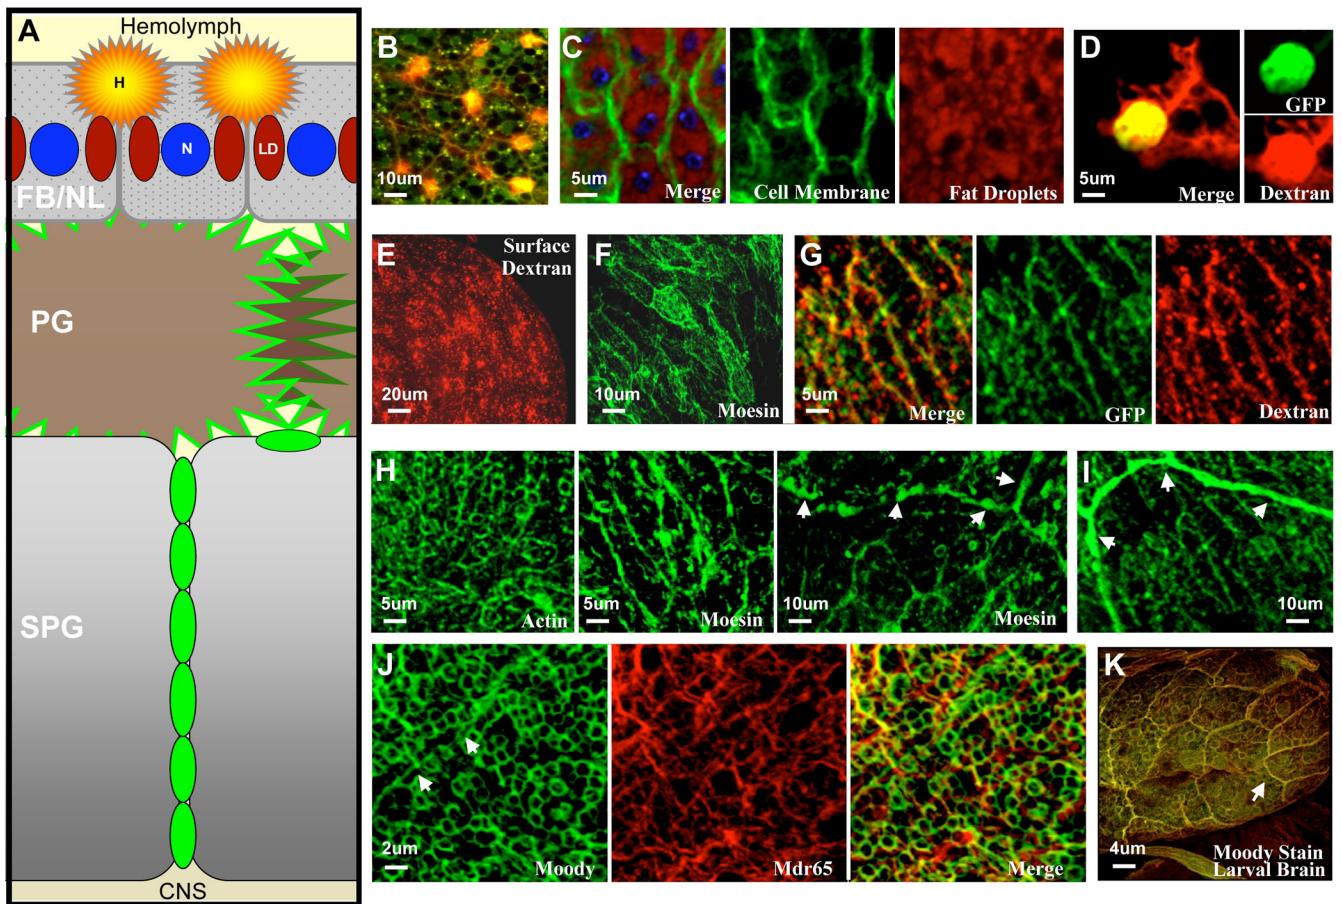 A
Hemolymph
H
N
LD
FB/NL
PG
SPG
CNS
B
10um
C
5um
Merge
Cell Membrane
Fat Droplets
D
5um
Merge
GFP
Dextran
E
Surface
Dextran
20um
F
10um
Moesin
G
5um
Merge
GFP
Dextran
H
5um
Actin
5um
Moesin
10um
Moesin
I
10um
J
2um
Moody
Mdr65
Merge
K
4um
Moody Stain
Larval Brain